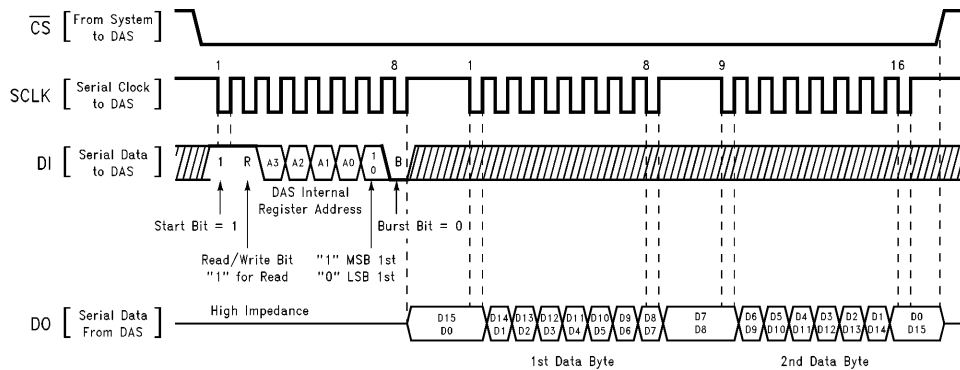 CS [ From System to DAS ]
1 8 1 8 9 16
SCLK [ Serial Clock to DAS ]
DI [ Serial Data to DAS ]
1 R A3 A2 A1 A0 1 0 B
DAS Internal
Register Address
Start Bit = 1
Burst Bit = 0
Read/Write Bit
"1" for Read
"1" MSB 1st
"0" LSB 1st
DO [ Serial Data From DAS ]
High Impedance
D15 D14 D13 D12 D11 D10 D9 D8 D7 D6 D5 D4 D3 D2 D1 D0
D0 D1 D2 D3 D4 D5 D6 D7 D8 D9 D10 D11 D12 D13 D14 D15
1st Data Byte
2nd Data Byte